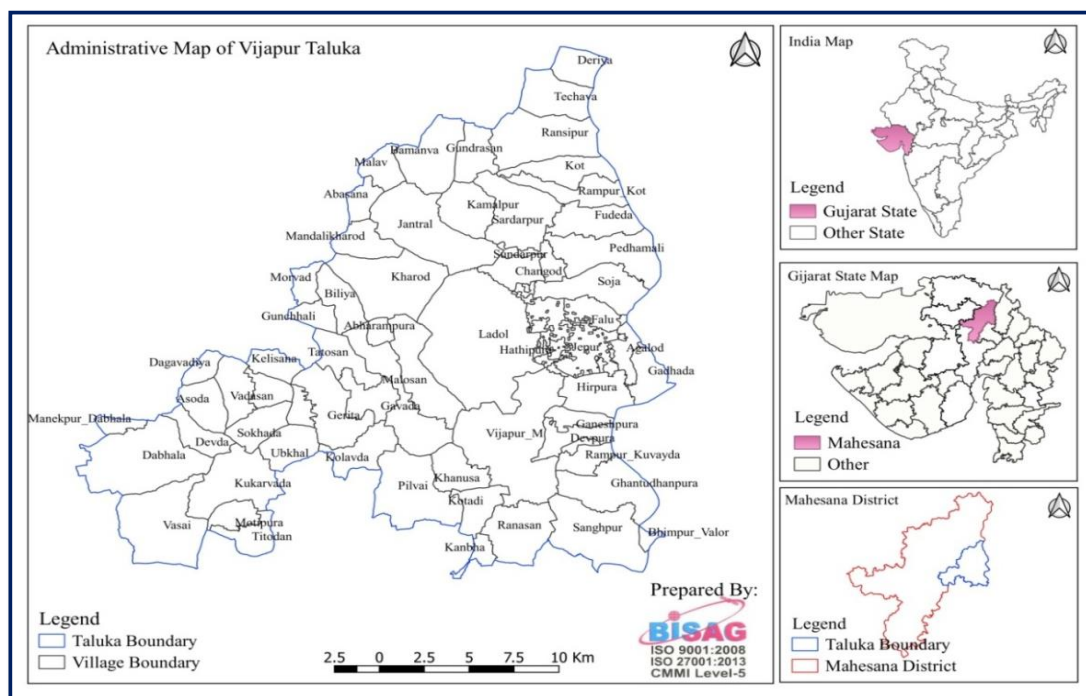 Administrative Map of Vijapur Taluka
Deriya
Techava
Ransipur
Bamanva
Gundrasan
Malav
Kot
Abasana
Rampur_Kot
Kamalpur
Jantral
Sardarpur
Fudeda
Mandalikharod
Pedhamali
Sundarpur
Kharod
Changod
Morvad
Soja
Biliya
Gunchhali
Abharampura
Ladol
Falu
Tatosan
Hathipura
Jepur
Agalod
Kelisana
Dagavadiya
Gadhada
Malosan
Hirpura
Asoda
Vadasan
Gavada
Manekpur_Dabhala
Gerita
Ganeshpura
Sokhada
Vijapur_M
Devpura
Devda
Dabhala
Ubkhal
Kolavda
Rampur_Kuvayda
Kukarvada
Pilvai
Khanusa
Ghantudhanpura
Kotadi
Vasai
Motipura
Titodan
Ranasan
Sanghpur
Bhimpur_Valor
Kanbha
Legend
Taluka Boundary
Village Boundary
2.5 0 2.5 5 7.5 10 Km
Prepared By:
BISAG
ISO 9001:2008
ISO 27001:2013
CMMI Level-5
India Map
Legend
Gujarat State
Other State
Gijarat State Map
Legend
Mahesana
Other
Mahesana District
Legend
Taluka Boundary
Mahesana District